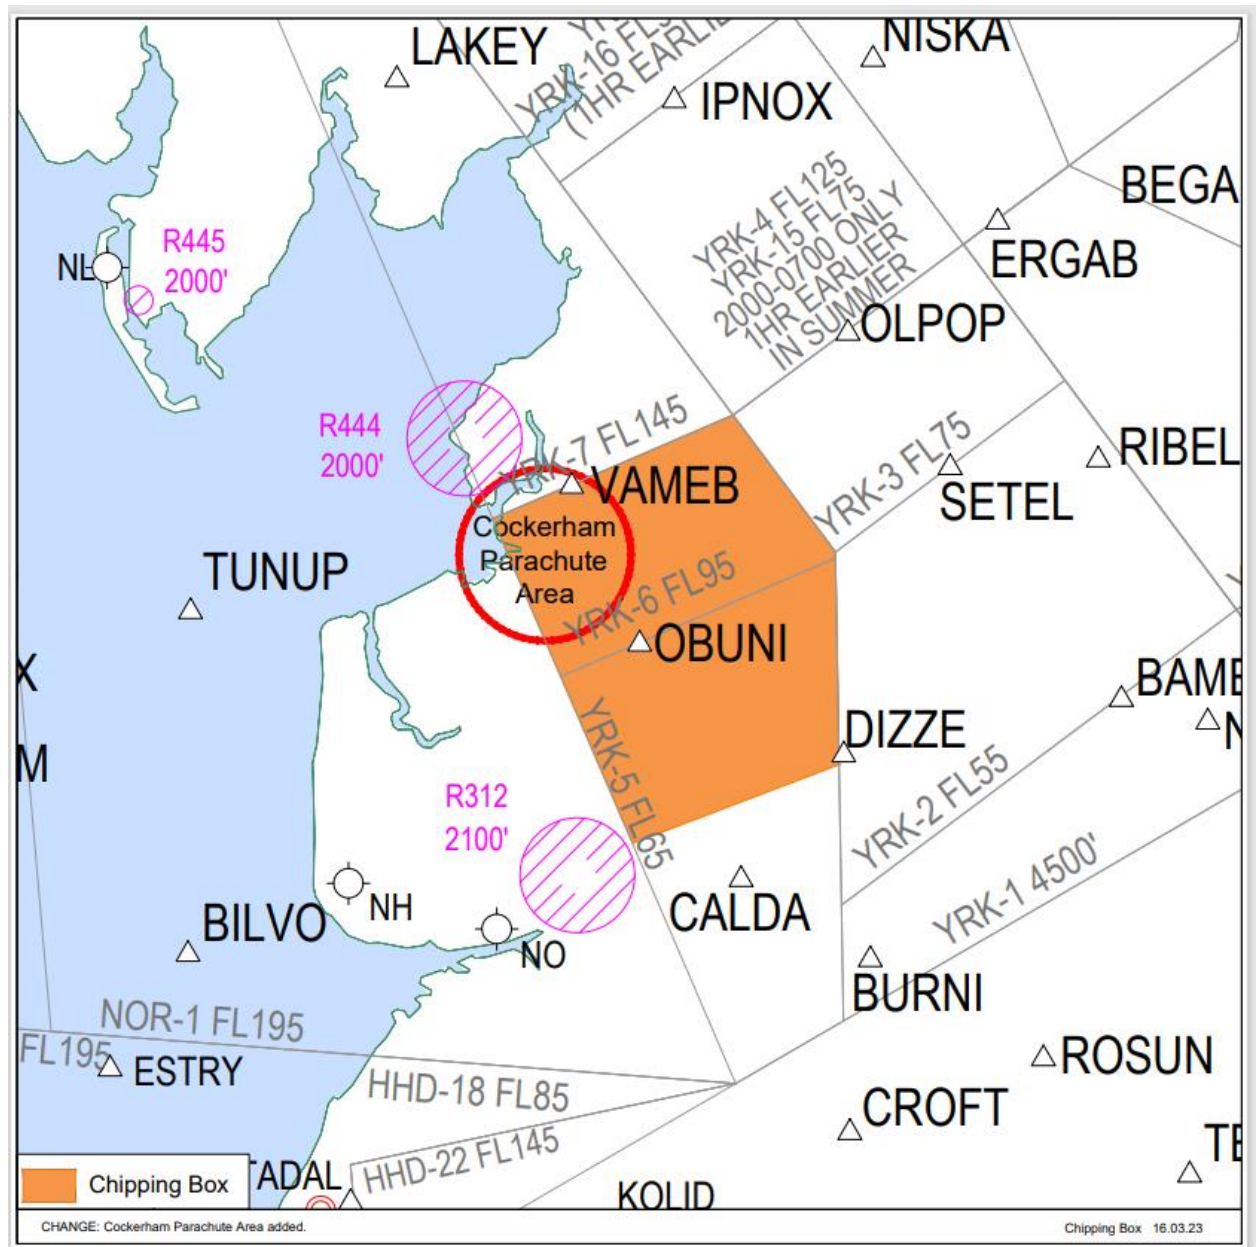 LAKEY
NISKA
YRK-16
(1HR EARLIE
IPNOX
BEGA
YRK-4 FL125
YRK-15 FL75
2000-0700 ONLY
1HR EARLIER
IN SUMMER
ERGAB
R445
2000'
NL
OLPOP
R444
2000'
YRK-7 FL145
YRK-3 FL75
RIBEL
VAMEB
SETEL
Cockerham
Parachute
Area
TUNUP
YRK-6 FL95
OBUNI
X
BAME
M
YRK-5 FL65
DIZZE
N
R312
2100'
YRK-2 FL55
NH
BILVO
NO
CALDA
YRK-1 4500'
BURNI
NOR-1 FL195
FL195
ESTRY
ROSUN
HHD-18 FL85
CROFT
HHD-22 FL145
TE
TADAL
KOLID
Chipping Box
CHANGE: Cockerham Parachute Area added.
Chipping Box 16.03.23